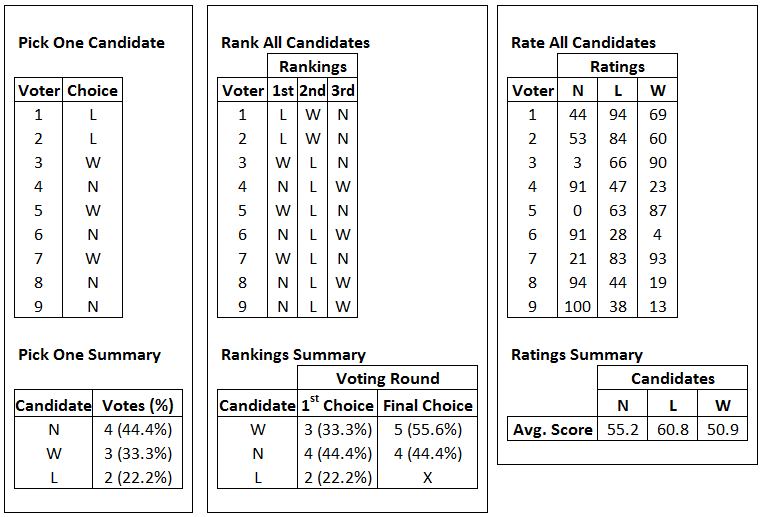 Pick One Candidate
Voter Choice
1 L
2 L
3 W
4 N
5 W
6 N
7 W
8 N
9 N
Pick One Summary
Candidate Votes (%)
N 4 (44.4%)
W 3 (33.3%)
L 2 (22.2%)
Rank All Candidates
Rankings
Voter 1st 2nd 3rd
1 L W N
2 L W N
3 W L N
4 N L W
5 W L N
6 N L W
7 W L N
8 N L W
9 N L W
Rankings Summary
Voting Round
Candidate 1st Choice Final Choice
W 3 (33.3%) 5 (55.6%)
N 4 (44.4%) 4 (44.4%)
L 2 (22.2%) X
Rate All Candidates
Ratings
Voter N L W
1 44 94 69
2 53 84 60
3 3 66 90
4 91 47 23
5 0 63 87
6 91 28 4
7 21 83 93
8 94 44 19
9 100 38 13
Ratings Summary
Candidates
N L W
Avg. Score 55.2 60.8 50.9